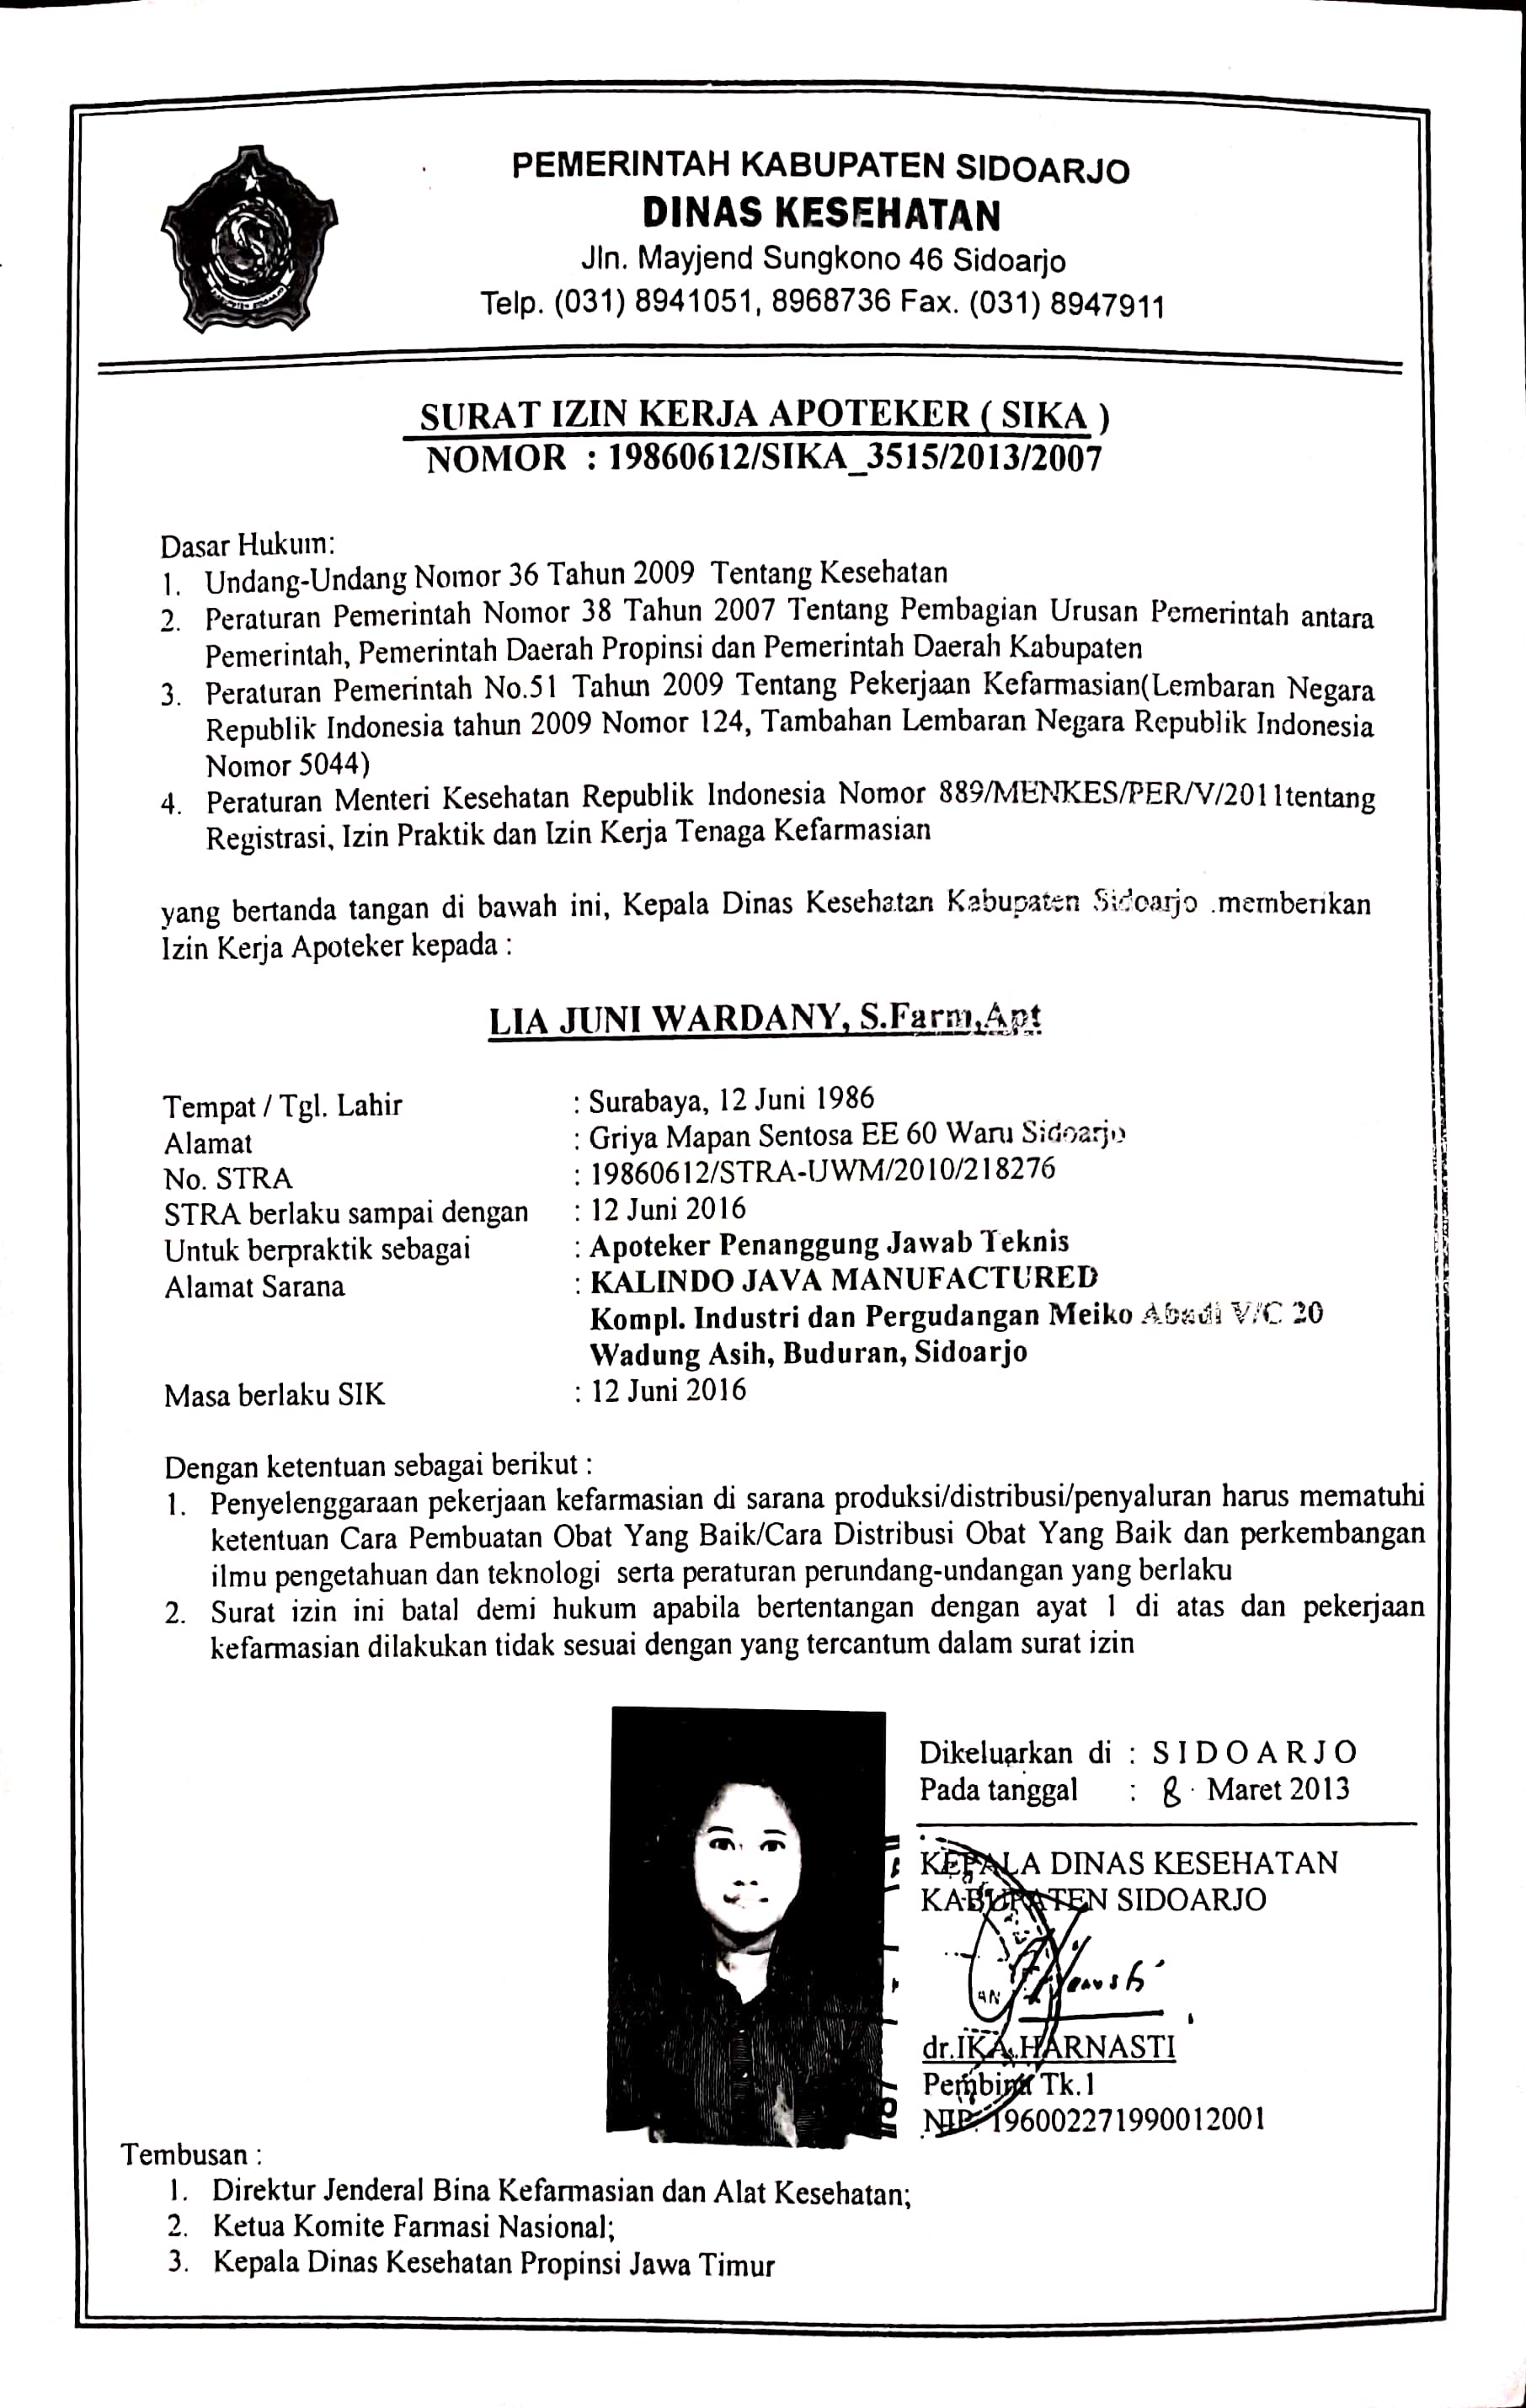 PEMERINTAH KABUPATEN SIDOARJO
DINAS KESEHATAN
Jln. Mayjend Sungkono 46 Sidoarjo
Telp. (031) 8941051, 8968736 Fax. (031) 8947911
SURAT IZIN KERJA APOTEKER ( SIKA )
NOMOR : 19860612/SIKA_3515/2013/2007
Dasar Hukum:
1. Undang-Undang Nomor 36 Tahun 2009 Tentang Kesehatan
2. Peraturan Pemerintah Nomor 38 Tahun 2007 Tentang Pembagian Urusan Pemerintah antara
Pemerintah, Pemerintah Daerah Propinsi dan Pemerintah Daerah Kabupaten
3. Peraturan Pemerintah No.51 Tahun 2009 Tentang Pekerjaan Kefarmasian(Lembaran Negara
Republik Indonesia tahun 2009 Nomor 124, Tambahan Lembaran Negara Republik Indonesia
Nomor 5044)
4. Peraturan Menteri Kesehatan Republik Indonesia Nomor 889/MENKES/PER/V/2011tentang
Registrasi, Izin Praktik dan Izin Kerja Tenaga Kefarmasian
yang bertanda tangan di bawah ini, Kepala Dinas Kesehatan Kabupaten Sidoarjo .memberikan
Izin Kerja Apoteker kepada :
LIA JUNI WARDANY, S.Farm,Apt
Tempat / Tgl. Lahir : Surabaya, 12 Juni 1986
Alamat : Griya Mapan Sentosa EE 60 Waru Sidoarjo
No. STRA : 19860612/STRA-UWM/2010/218276
STRA berlaku sampai dengan : 12 Juni 2016
Untuk berpraktik sebagai : Apoteker Penanggung Jawab Teknis
Alamat Sarana : KALINDO JAVA MANUFACTURED
Kompl. Industri dan Pergudangan Meiko Abadi V/C 20
Wadung Asih, Buduran, Sidoarjo
Masa berlaku SIK : 12 Juni 2016
Dengan ketentuan sebagai berikut :
1. Penyelenggaraan pekerjaan kefarmasian di sarana produksi/distribusi/penyaluran harus mematuhi
ketentuan Cara Pembuatan Obat Yang Baik/Cara Distribusi Obat Yang Baik dan perkembangan
ilmu pengetahuan dan teknologi serta peraturan perundang-undangan yang berlaku
2. Surat izin ini batal demi hukum apabila bertentangan dengan ayat 1 di atas dan pekerjaan
kefarmasian dilakukan tidak sesuai dengan yang tercantum dalam surat izin
Dikeluarkan di : S I D O A R J O
Pada tanggal : 8 Maret 2013
KEPALA DINAS KESEHATAN
KABUPATEN SIDOARJO
dr.IKA HARNASTI
Pembina Tk.1
NIP. 196002271990012001
Tembusan :
1. Direktur Jenderal Bina Kefarmasian dan Alat Kesehatan;
2. Ketua Komite Farmasi Nasional;
3. Kepala Dinas Kesehatan Propinsi Jawa Timur